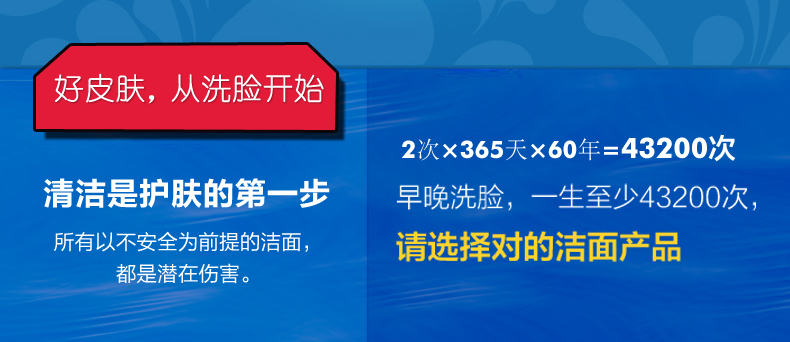 好皮肤，从洗脸开始
清洁是护肤的第一步
所有以不安全为前提的洁面，
都是潜在伤害。
2次×365天×60年=43200次
早晚洗脸，一生至少43200次，
请选择对的洁面产品